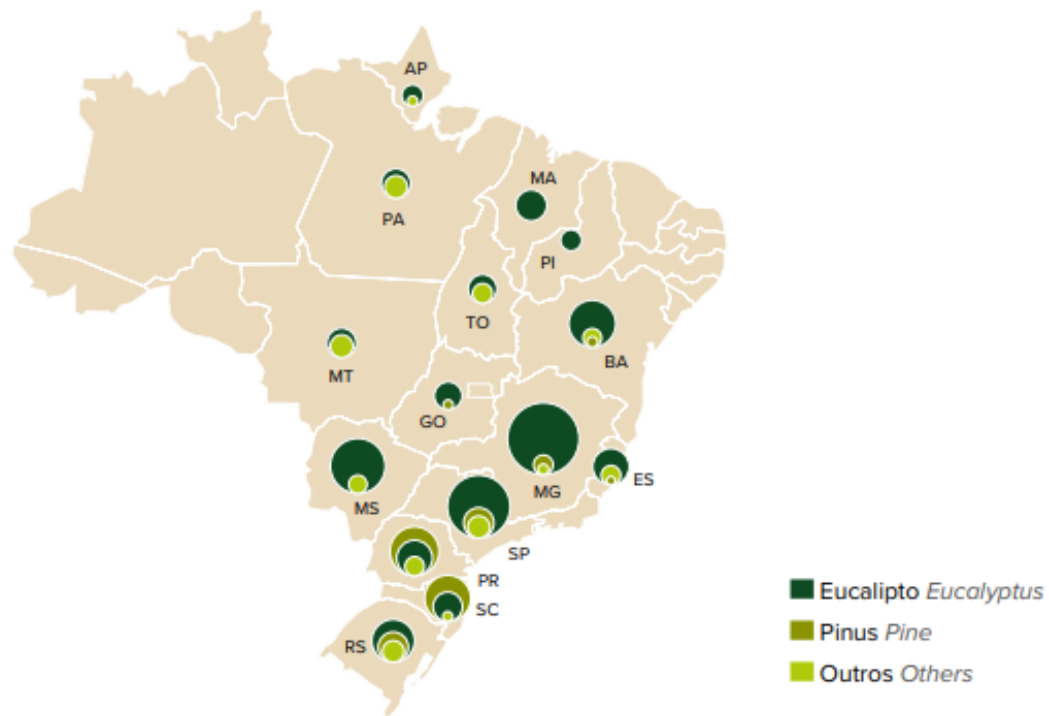 AP
MA
PA
PI
TO
BA
MT
GO
MG
ES
MS
SP
PR
SC
RS
Eucalipto Eucalyptus
Pinus Pine
Outros Others